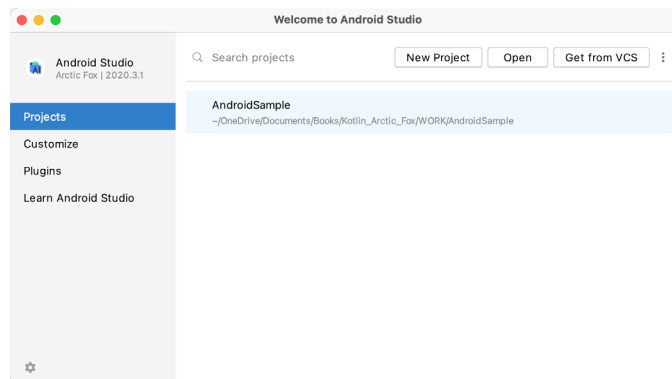 Welcome to Android Studio
Android Studio
Arctic Fox | 2020.3.1
Search projects
New Project
Open
Get from VCS
Projects
Customize
Plugins
Learn Android Studio
AndroidSample
~/OneDrive/Documents/Books/Kotlin_Arctic_Fox/WORK/AndroidSample